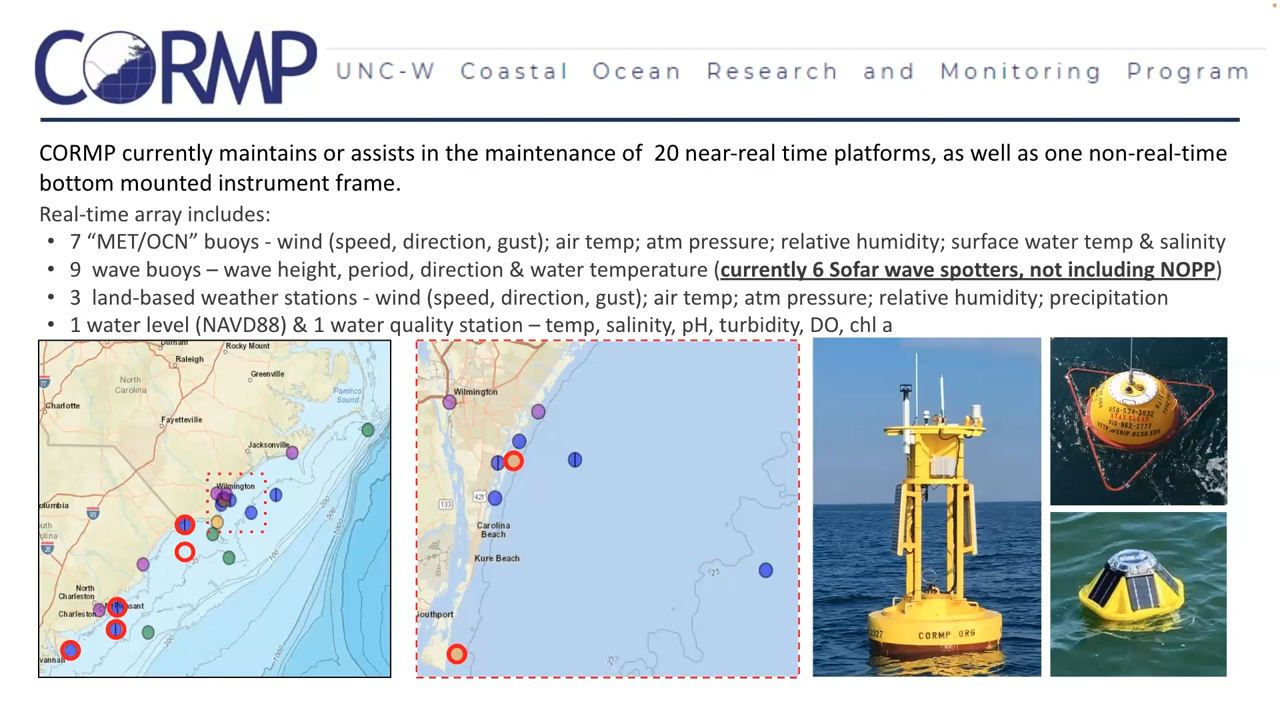 CORMP UNC-W Coastal Ocean Research and Monitoring Program
CORMP currently maintains or assists in the maintenance of 20 near-real time platforms, as well as one non-real-time
bottom mounted instrument frame.
Real-time array includes:
• 7 “MET/OCN” buoys - wind (speed, direction, gust); air temp; atm pressure; relative humidity; surface water temp & salinity
• 9 wave buoys – wave height, period, direction & water temperature (currently 6 Sofar wave spotters, not including NOPP)
• 3 land-based weather stations - wind (speed, direction, gust); air temp; atm pressure; relative humidity; precipitation
• 1 water level (NAVD88) & 1 water quality station – temp, salinity, pH, turbidity, DO, chl a
Durham
Rocky Mount
Raleigh
North
Carolina
Greenville
Pamlico
Sound
Charlotte
Fayetteville
Jacksonville
Wilmington
olumbia
North
Charleston
Charleston
vannah
Wilmington
133
421
Carolina
Beach
Kure Beach
25
outhport
CORMP.ORG